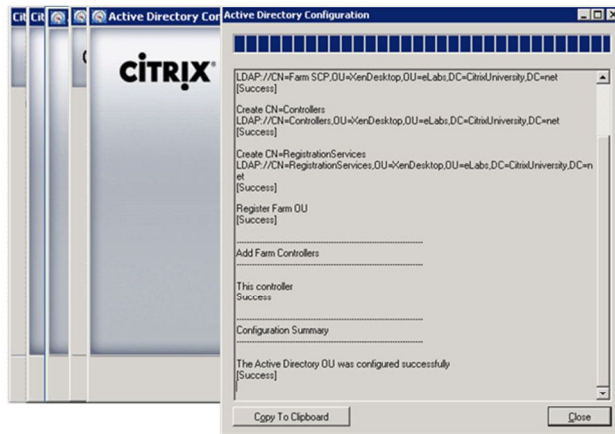 Cit
Cit
Active Directory Cor
Active Directory Configuration
CİTRIX
LDAP://CN=Farm SCP,OU=XenDesktop,OU=eLabs,DC=CitrixUniversity,DC=net
[Success]
Create CN=Controllers
LDAP://CN=Controllers,OU=XenDesktop,OU=eLabs,DC=CitrixUniversity,DC=net
[Success]
Create CN=RegistrationServices
LDAP://CN=RegistrationServices,OU=XenDesktop,OU=eLabs,DC=CitrixUniversity,DC=n
et
[Success]
Register Farm OU
[Success]
Add Farm Controllers
This controller
Success
Configuration Summary
The Active Directory OU was configured successfully
[Success]
Copy To Clipboard
Close